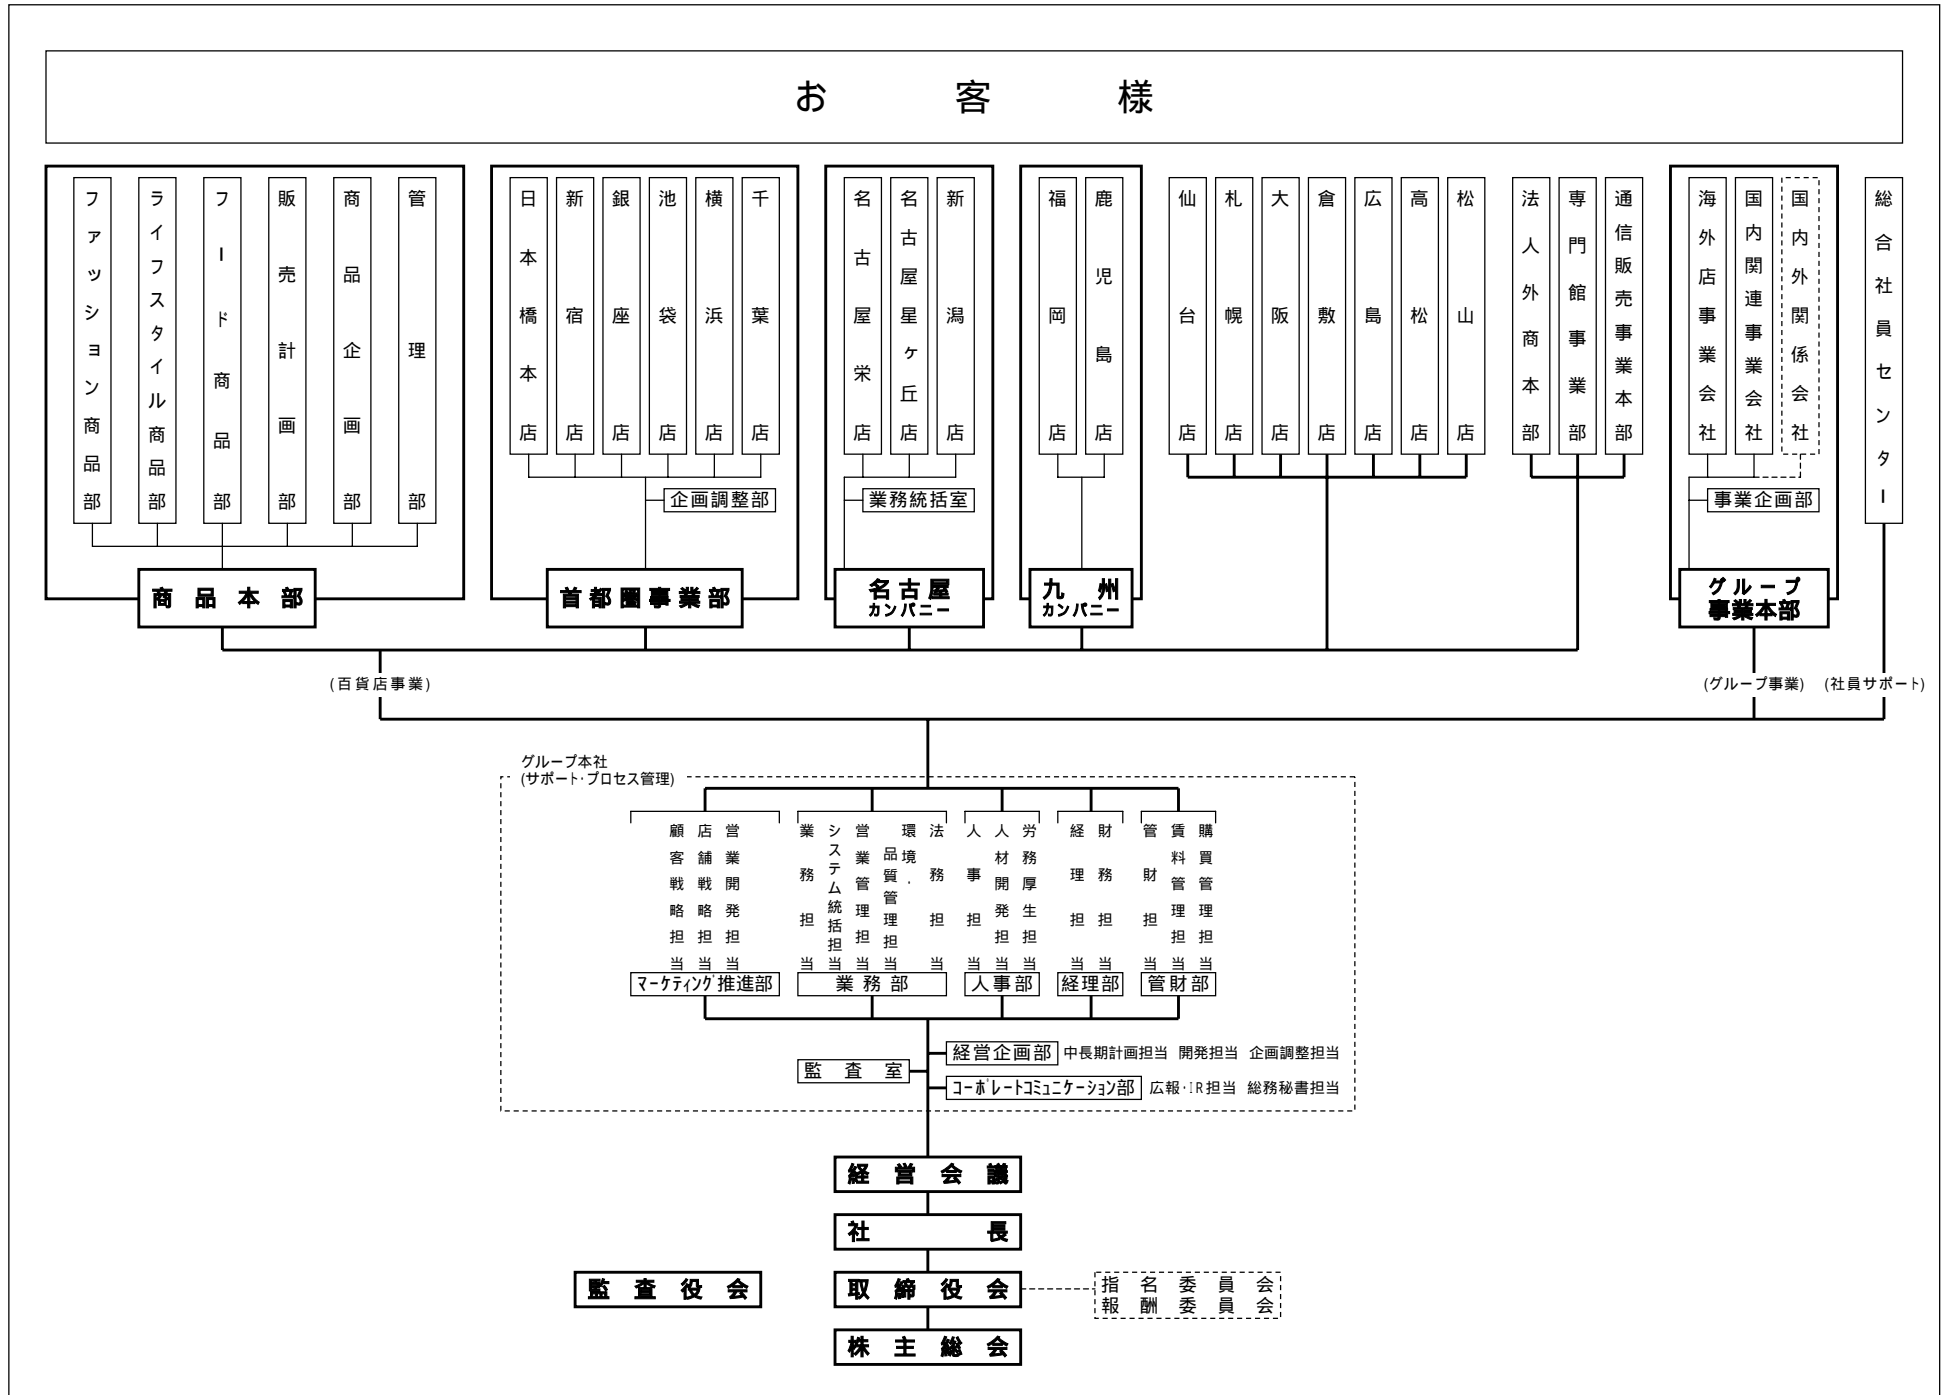 お客様
ファッション商品部
ライフスタイル商品部
フード商品部
販売計画部
商品企画部
管理部
商品本部
日本橋本店
新宿店
銀座店
池袋店
横浜店
千葉店
企画調整部
首都圏事業部
名古屋栄店
名古屋星ヶ丘店
新潟店
業務統括室
名古屋
カンパニー
福岡店
鹿児島店
九州
カンパニー
仙台店
札幌店
大阪店
倉敷店
広島店
高松店
松山店
法人外商本部
専門館事業部
通信販売事業本部
海外店事業会社
国内関連事業会社
国内外関係会社
事業企画部
グループ
事業本部
総合社員センター
(百貨店事業)
(グループ事業)
(社員サポート)
グループ本社
(サポート・プロセス管理)
顧客戦略担当
店舗戦略担当
営業開発担当
マーケティング推進部
業務担当
システム統括担当
営業管理担当
環境・
品質管理担当
法務担当
業務部
人事担当
人材開発担当
労務厚生担当
人事部
経理担当
財務担当
経理部
管財担当
賃料管理担当
購買管理担当
管財部
経営企画部 中長期計画担当 開発担当 企画調整担当
監査室
コーポレートコミュニケーション部 広報・IR担当 総務秘書担当
経営会議
社長
監査役会
取締役会
指名委員会
報酬委員会
株主総会